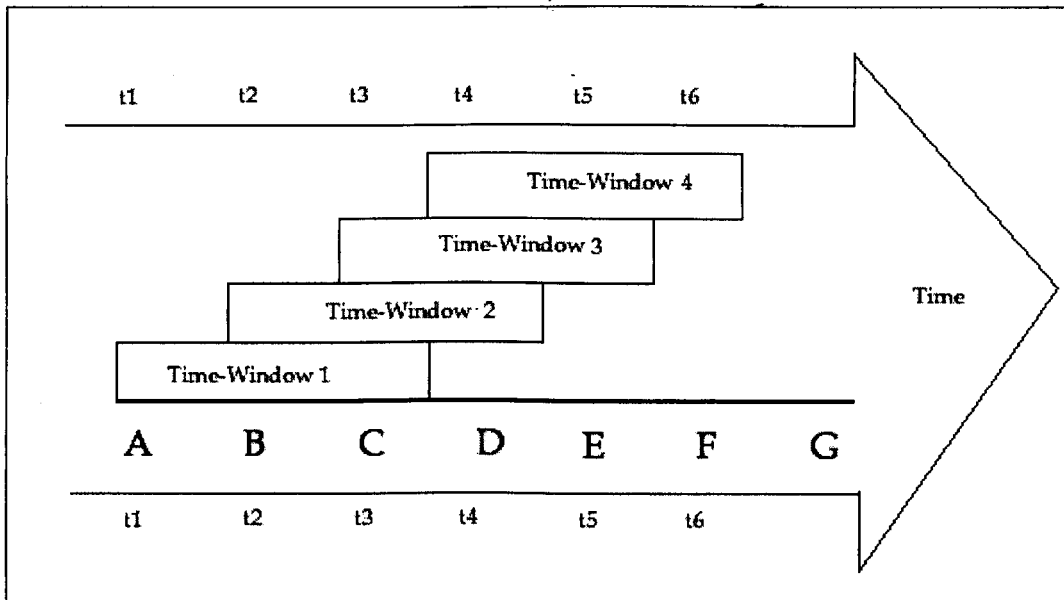 t1 t2 t3 t4 t5 t6
Time-Window 4
Time-Window 3
Time
Time-Window 2
Time-Window 1
A B C D E F G
t1 t2 t3 t4 t5 t6